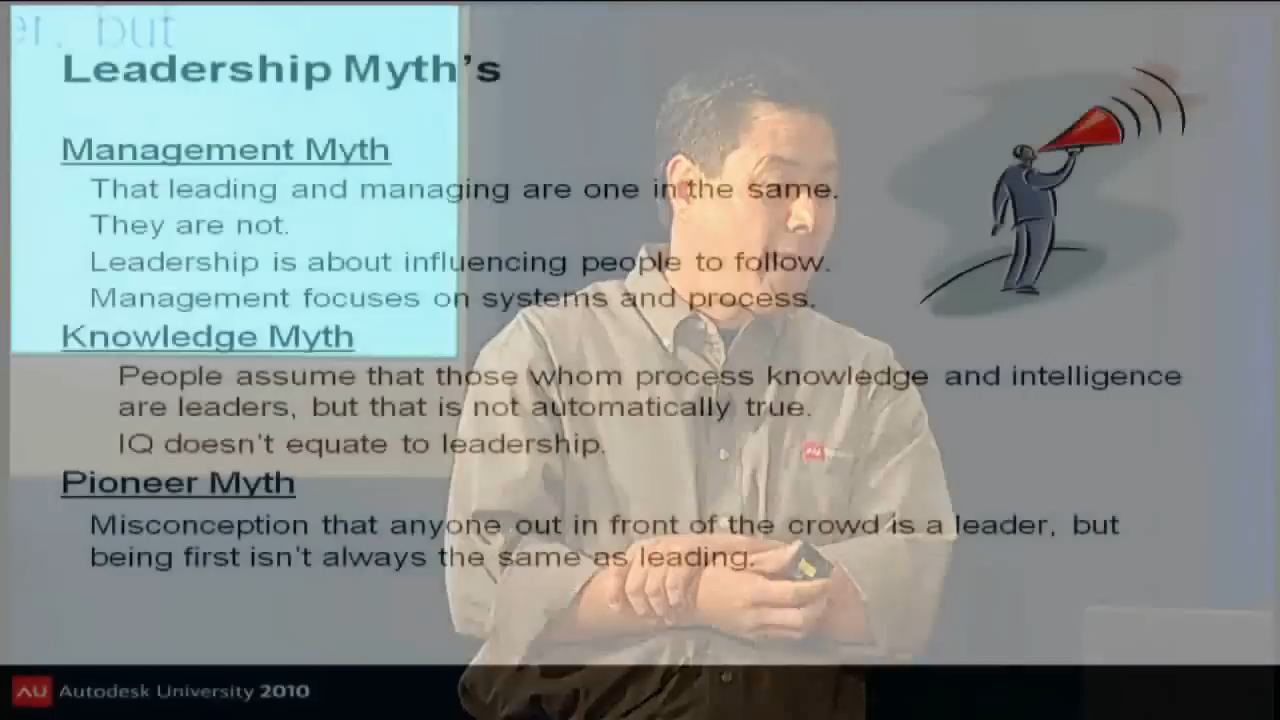 er, but
Leadership Myth's
Management Myth
That leading and managing are one in the same.
They are not.
Leadership is about influencing people to follow.
Management focuses on systems and process.
Knowledge Myth
People assume that those whom process knowledge and intelligence
are leaders, but that is not automatically true.
IQ doesn't equate to leadership.
Pioneer Myth
Misconception that anyone out in front of the crowd is a leader, but
being first isn't always the same as leading.
AU
AU Autodesk University 2010